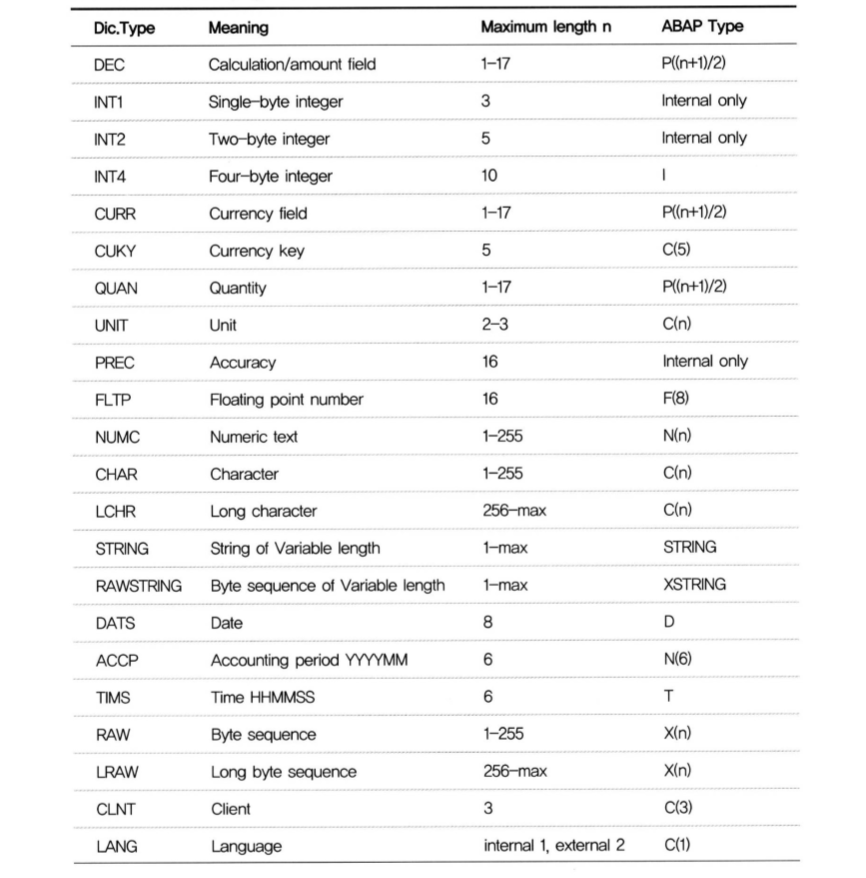 Dic.Type Meaning Maximum length n ABAP Type
DEC Calculation/amount field 1-17 P((n+1)/2)
INT1 Single-byte integer 3 Internal only
INT2 Two-byte integer 5 Internal only
INT4 Four-byte integer 10 I
CURR Currency field 1-17 P((n+1)/2)
CUKY Currency key 5 C(5)
QUAN Quantity 1-17 P((n+1)/2)
UNIT Unit 2-3 C(n)
PREC Accuracy 16 Internal only
FLTP Floating point number 16 F(8)
NUMC Numeric text 1-255 N(n)
CHAR Character 1-255 C(n)
LCHR Long character 256-max C(n)
STRING String of Variable length 1-max STRING
RAWSTRING Byte sequence of Variable length 1-max XSTRING
DATS Date 8 D
ACCP Accounting period YYYYMM 6 N(6)
TIMS Time HHMMSS 6 T
RAW Byte sequence 1-255 X(n)
LRAW Long byte sequence 256-max X(n)
CLNT Client 3 C(3)
LANG Language internal 1, external 2 C(1)